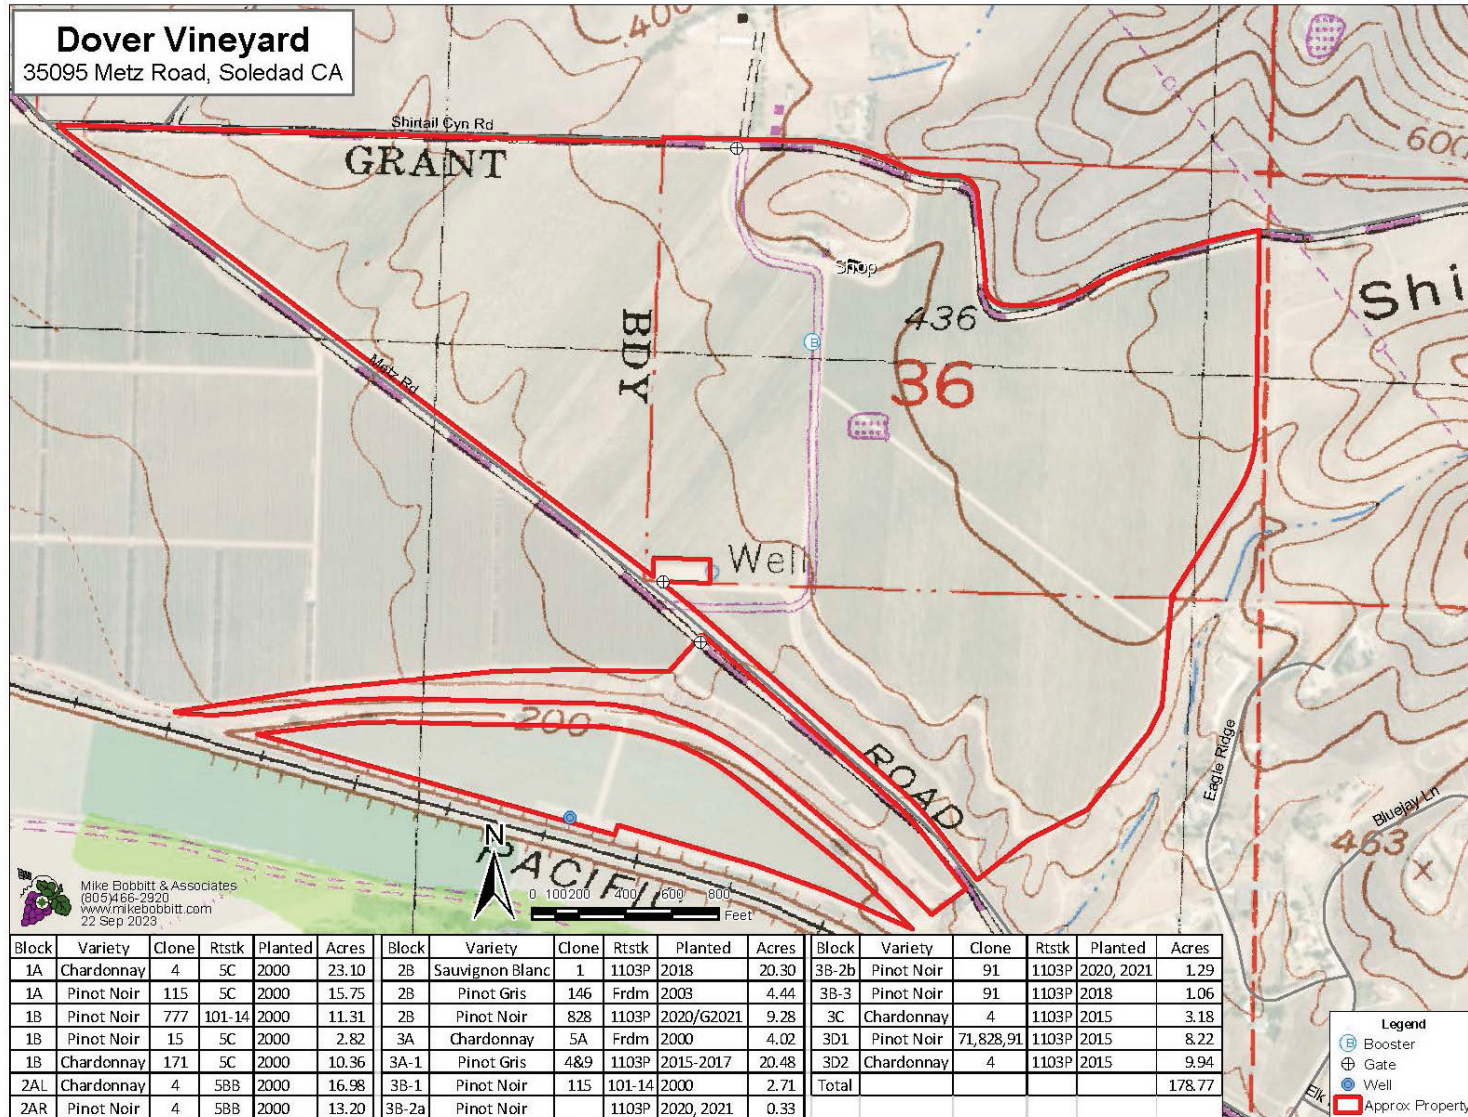 Dover Vineyard
35095 Metz Road, Soledad CA
400
Shirtail Cyn Rd
GRANT
600
Shop
436
Shi
BDY
B
36
Metz Rd
Well
200
ROAD
Eagle Ridge
Bluejay Ln
463
PACIFIC
N
0 100200 400 600 800
Feet
Mike Bobbitt & Associates
(805)466-2920
www.mikebobbitt.com
22 Sep 2023
Elk
Block Variety Clone Rtstk Planted Acres
1A Chardonnay 4 5C 2000 23.10
1A Pinot Noir 115 5C 2000 15.75
1B Pinot Noir 777 101-14 2000 11.31
1B Pinot Noir 15 5C 2000 2.82
1B Chardonnay 171 5C 2000 10.36
2AL Chardonnay 4 5BB 2000 16.98
2AR Pinot Noir 4 5BB 2000 13.20
Block Variety Clone Rtstk Planted Acres
2B Sauvignon Blanc 1 1103P 2018 20.30
2B Pinot Gris 146 Frdm 2003 4.44
2B Pinot Noir 828 1103P 2020/G2021 9.28
3A Chardonnay 5A Frdm 2000 4.02
3A-1 Pinot Gris 4&9 1103P 2015-2017 20.48
3B-1 Pinot Noir 115 101-14 2000 2.71
3B-2a Pinot Noir 1103P 2020, 2021 0.33
Block Variety Clone Rtstk Planted Acres
3B-2b Pinot Noir 91 1103P 2020, 2021 1.29
3B-3 Pinot Noir 91 1103P 2018 1.06
3C Chardonnay 4 1103P 2015 3.18
3D1 Pinot Noir 71,828,91 1103P 2015 8.22
3D2 Chardonnay 4 1103P 2015 9.94
Total 178.77
Legend
B Booster
Gate
Well
Approx Property